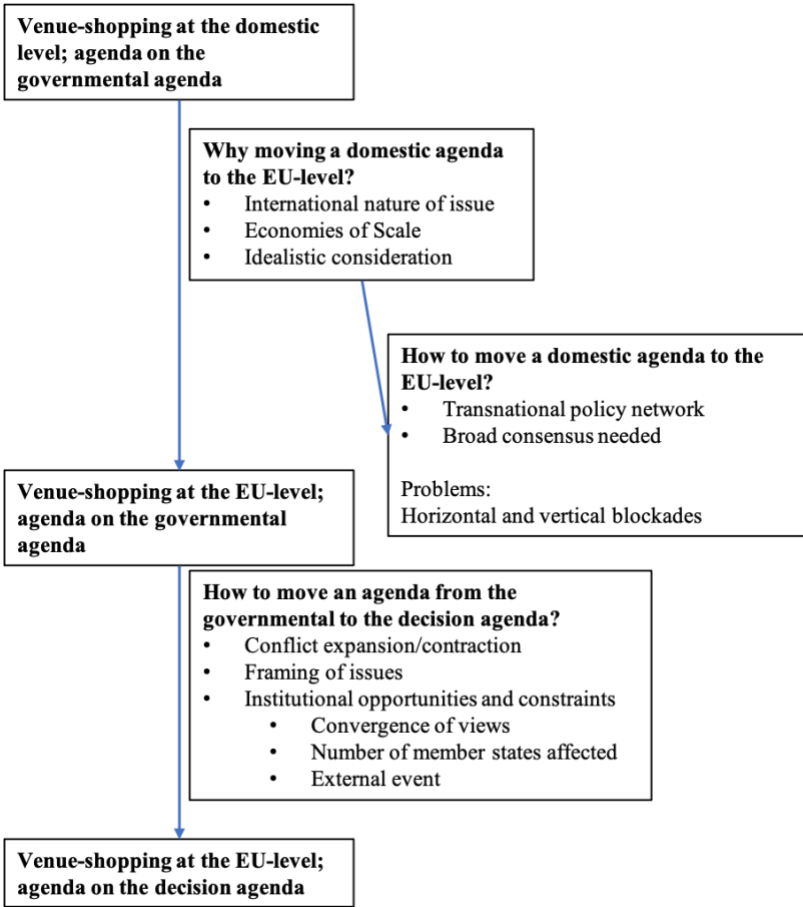 Venue-shopping at the domestic
level; agenda on the
governmental agenda
Why moving a domestic agenda
to the EU-level?
• International nature of issue
• Economies of Scale
• Idealistic consideration
How to move a domestic agenda to the
EU-level?
• Transnational policy network
• Broad consensus needed
Problems:
Horizontal and vertical blockades
Venue-shopping at the EU-level;
agenda on the governmental
agenda
How to move an agenda from the
governmental to the decision agenda?
• Conflict expansion/contraction
• Framing of issues
• Institutional opportunities and constraints
• Convergence of views
• Number of member states affected
• External event
Venue-shopping at the EU-level;
agenda on the decision agenda